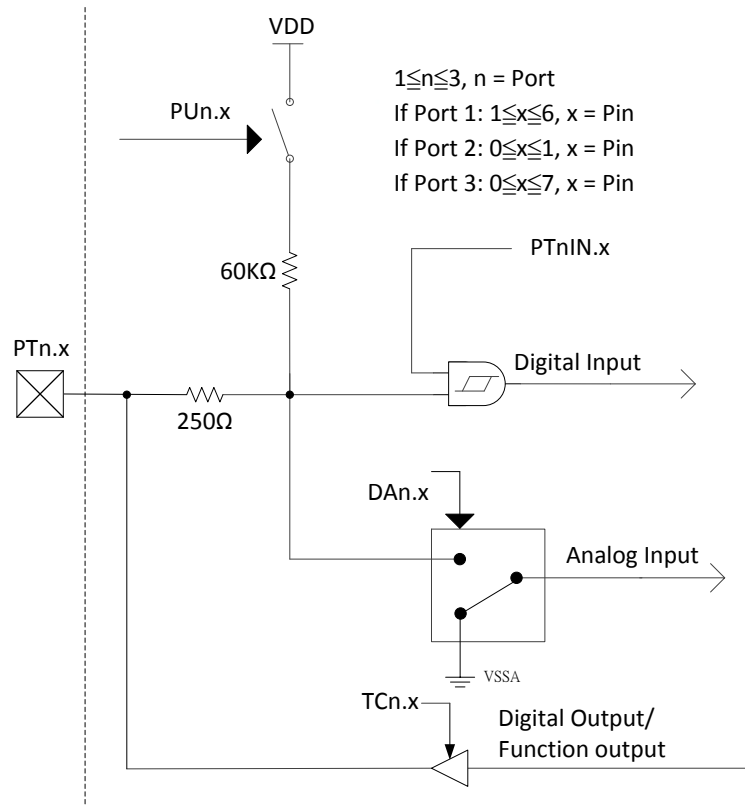 VDD
1≦n≦3, n = Port
PUn.x
If Port 1: 1≦x≦6, x = Pin
If Port 2: 0≦x≦1, x = Pin
If Port 3: 0≦x≦7, x = Pin
60KΩ
PTnIN.x
PTn.x
Digital Input
250Ω
DAn.x
Analog Input
VSSA
TCn.x
Digital Output/
Function output